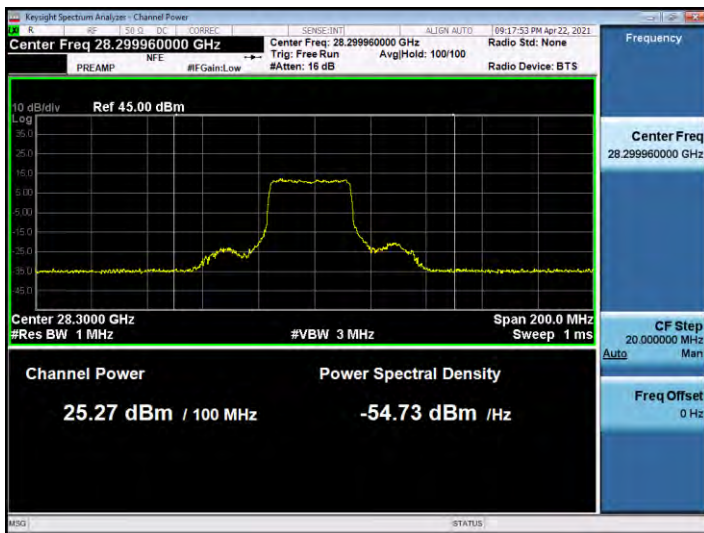 Keysight Spectrum Analyzer - Channel Power
R RF 50 Ω DC CORREC SENSE:INT ALIGN AUTO 09:17:53 PM Apr 22, 2021
Center Freq 28.299960000 GHz
PREAMP NFE #IFGain:Low
Center Freq: 28.299960000 GHz
Trig: Free Run Avg|Hold: 100/100
#Atten: 16 dB
Radio Std: None
Radio Device: BTS
10 dB/div Ref 45.00 dBm
Log
35.0
25.0
15.0
5.00
-5.00
-15.0
-25.0
-35.0
-45.0
Center 28.3000 GHz Span 200.0 MHz
#Res BW 1 MHz #VBW 3 MHz Sweep 1 ms
Channel Power Power Spectral Density
25.27 dBm / 100 MHz -54.73 dBm /Hz
Frequency
Center Freq
28.299960000 GHz
CF Step
20.000000 MHz
Auto Man
Freq Offset
0 Hz
MSG STATUS